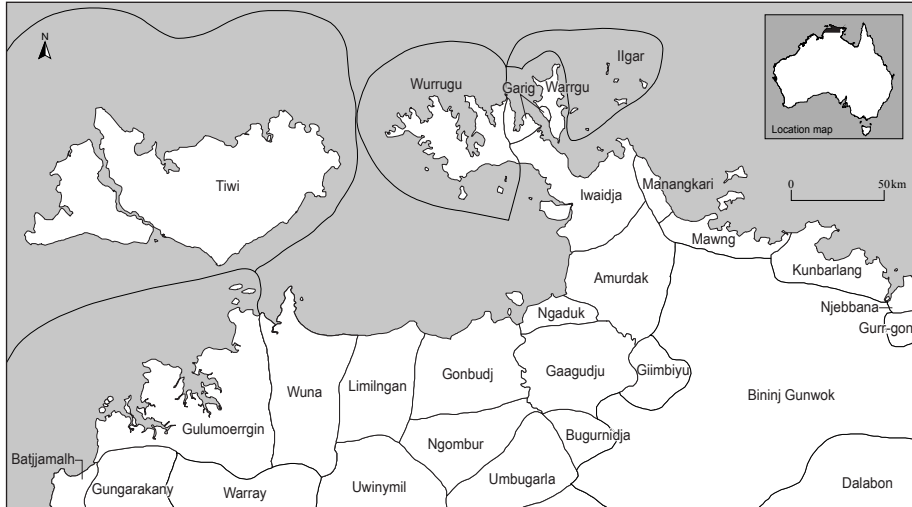 N
Wurrugu
Garig
Warrgu
Ilgar
Location map
Tiwi
Iwaidja
Manangkari
0 50km
Mawng
Kunbarlang
Amurdak
Njebbana
Ngaduk
Gurr-gon
Wuna
Limilngan
Gonbudj
Gaagudju
Giimbiyu
Bininj Gunwok
Gulumoerrgin
Ngombur
Bugurnidja
Batjjamalh
Gungarakany
Warray
Uwinymil
Umbugarla
Dalabon